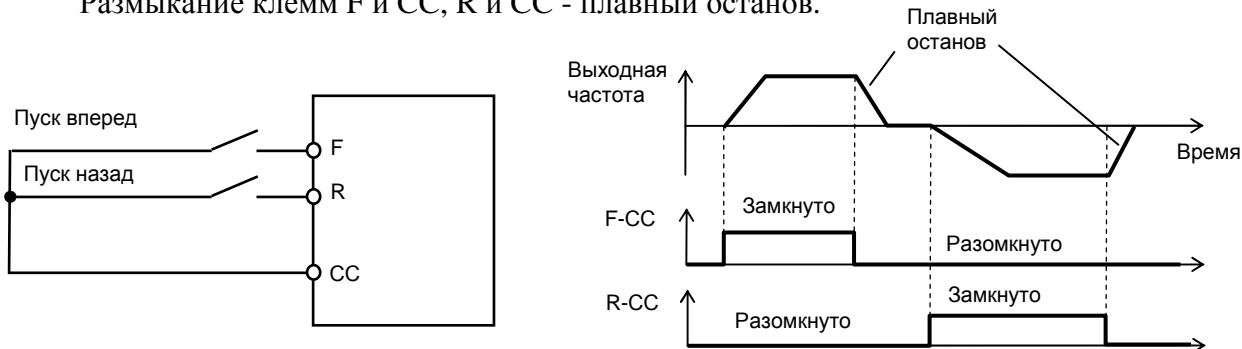 Размыкание клемм F и CC, R и CC - плавный останов.
Плавный
останов
Выходная
частота
Время
Пуск вперед
F
Пуск назад
R
CC
F-CC
Замкнуто
Разомкнуто
R-CC
Разомкнуто
Замкнуто